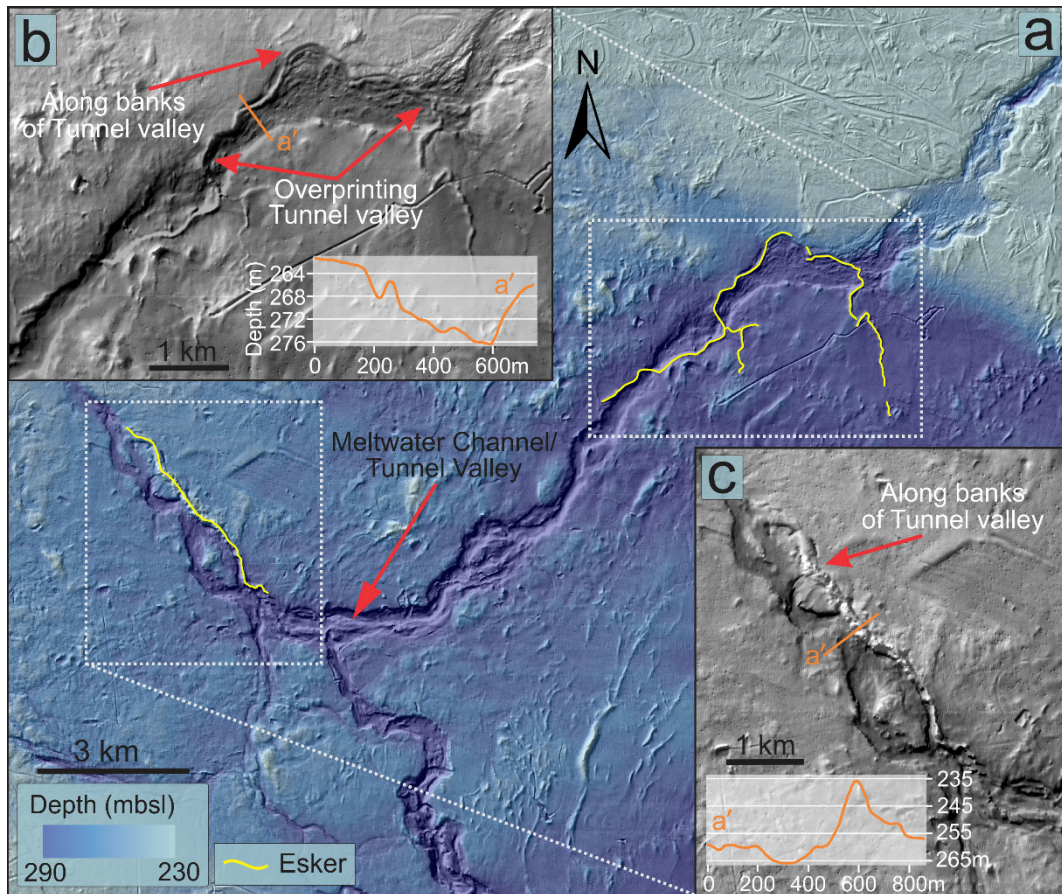 b
Along banks
of Tunnel valley
a'
Overprinting
Tunnel valley
Depth (m)
264
268
272
276
a'
0 200 400 600m
1 km
a
N
Meltwater Channel/
Tunnel Valley
3 km
Depth (mbsl)
290 230
Esker
c
Along banks
of Tunnel valley
a'
1 km
a'
235
245
255
265m
0 200 400 600 800m